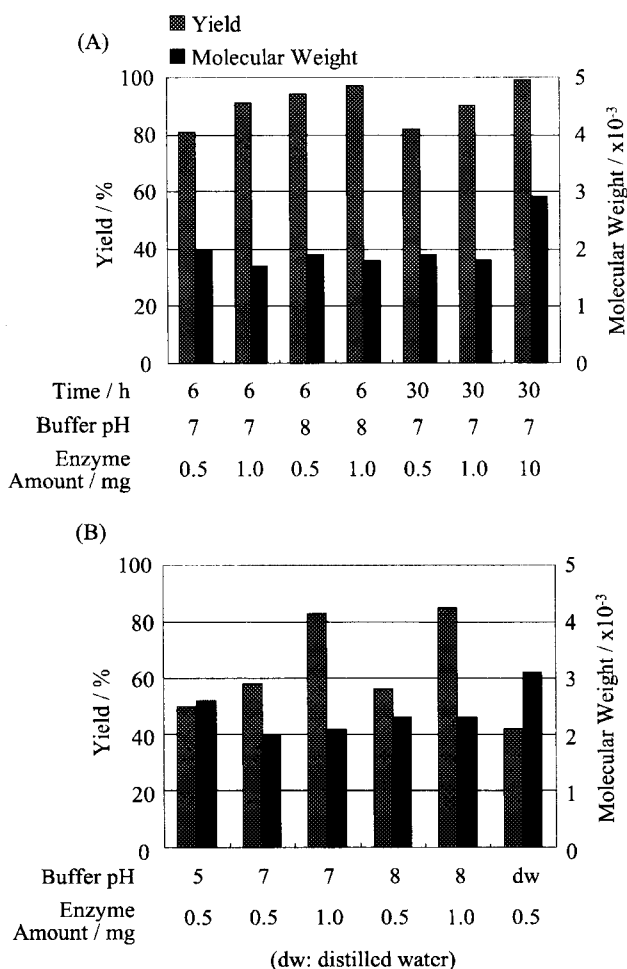 (A)
Yield
Molecular Weight
100
80
60
40
20
0
Yield / %
5
4
3
2
1
0
Molecular Weight / x10-3
Time / h 6 6 6 6 30 30 30
Buffer pH 7 7 8 8 7 7 7
Enzyme
Amount / mg 0.5 1.0 0.5 1.0 0.5 1.0 10
(B)
100
80
60
40
20
0
Yield / %
5
4
3
2
1
0
Molecular Weight / x10-3
Buffer pH 5 7 7 8 8 dw
Enzyme
Amount / mg 0.5 0.5 1.0 0.5 1.0 0.5
(dw: distilled water)